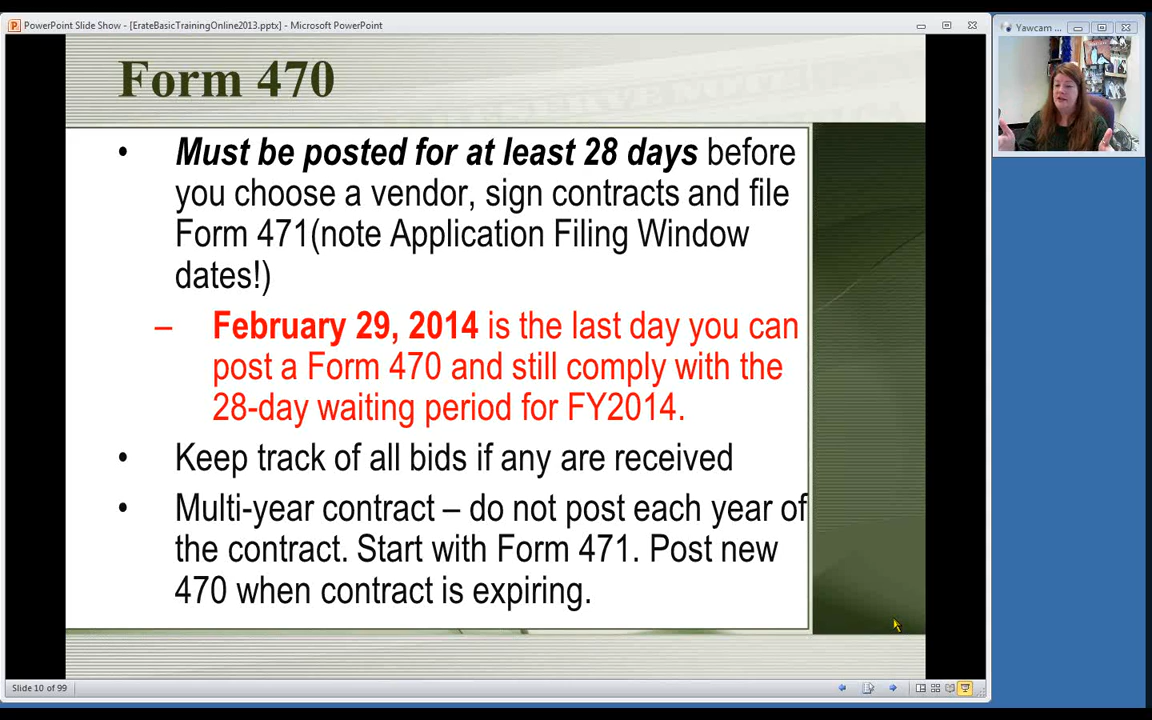 PowerPoint Slide Show - [ErateBasicTrainingOnline2013.pptx] - Microsoft PowerPoint
Yawcam ...
Form 470
• Must be posted for at least 28 days before
you choose a vendor, sign contracts and file
Form 471(note Application Filing Window
dates!)
– February 29, 2014 is the last day you can
post a Form 470 and still comply with the
28-day waiting period for FY2014.
• Keep track of all bids if any are received
• Multi-year contract – do not post each year of
the contract. Start with Form 471. Post new
470 when contract is expiring.
Slide 10 of 99